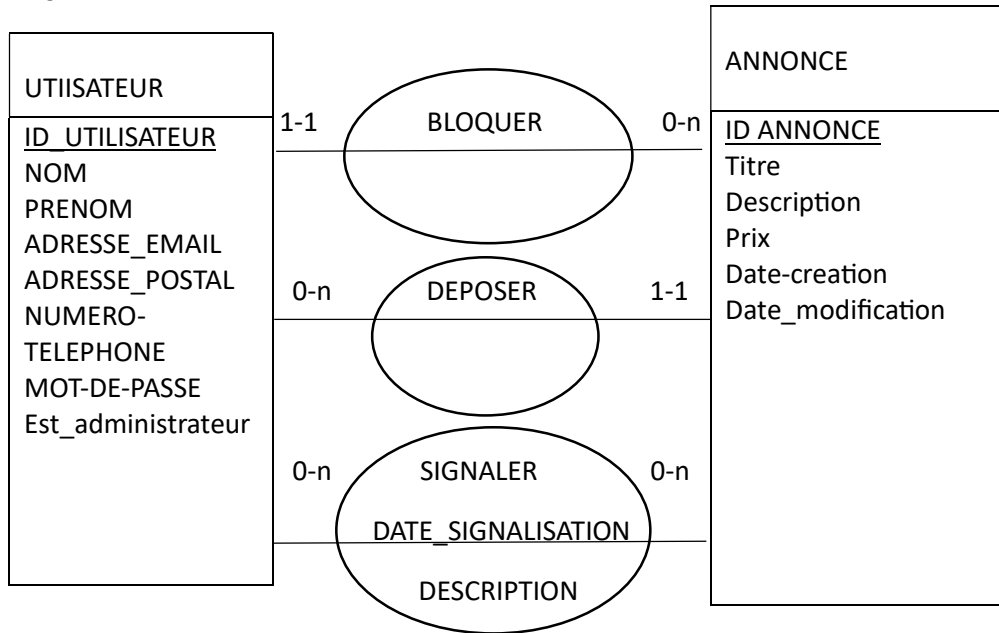 UTIISATEUR
ID_UTILISATEUR
NOM
PRENOM
ADRESSE_EMAIL
ADRESSE_POSTAL
NUMERO-
TELEPHONE
MOT-DE-PASSE
Est_administrateur
1-1
BLOQUER
0-n
0-n
DEPOSER
1-1
0-n
SIGNALER
0-n
DATE_SIGNALISATION
DESCRIPTION
ANNONCE
ID ANNONCE
Titre
Description
Prix
Date-creation
Date_modification